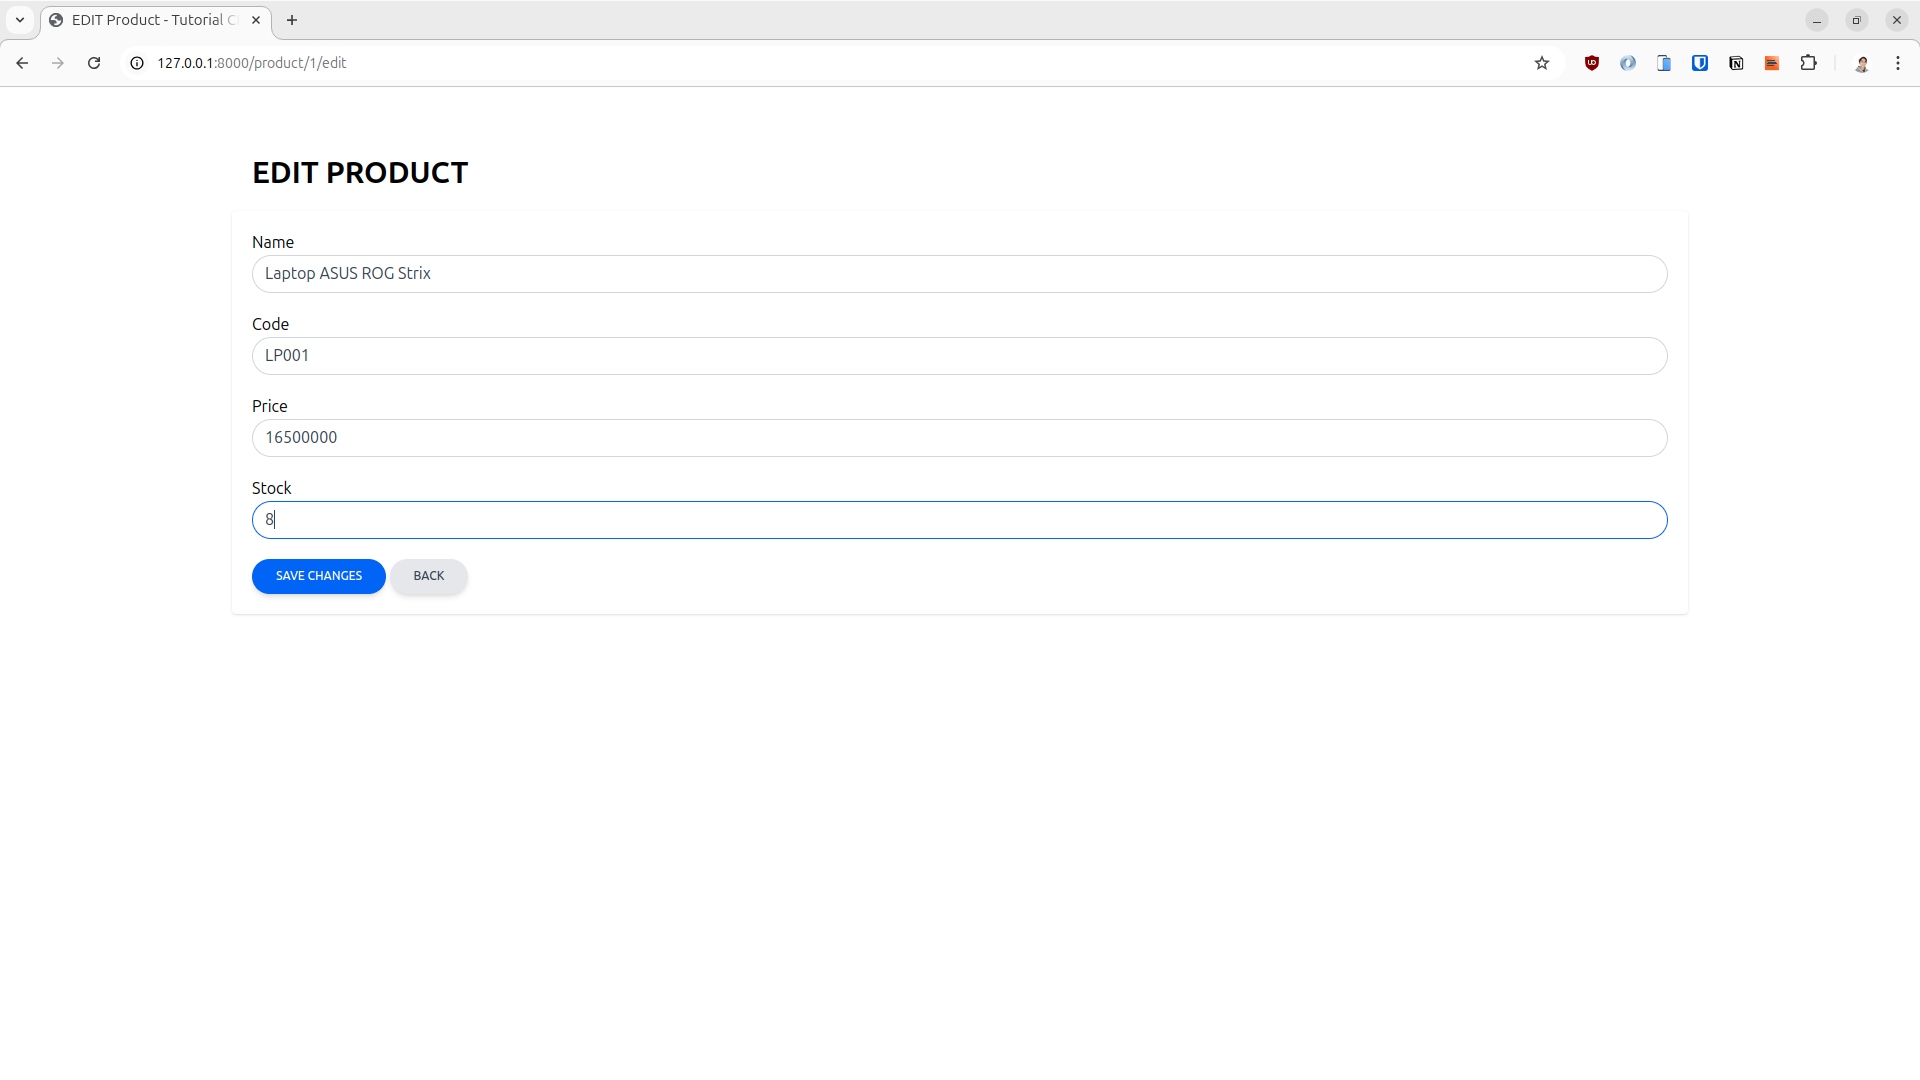 EDIT Product - Tutorial C
127.0.0.1:8000/product/1/edit
EDIT PRODUCT
Name
Laptop ASUS ROG Strix
Code
LP001
Price
16500000
Stock
8
SAVE CHANGES BACK